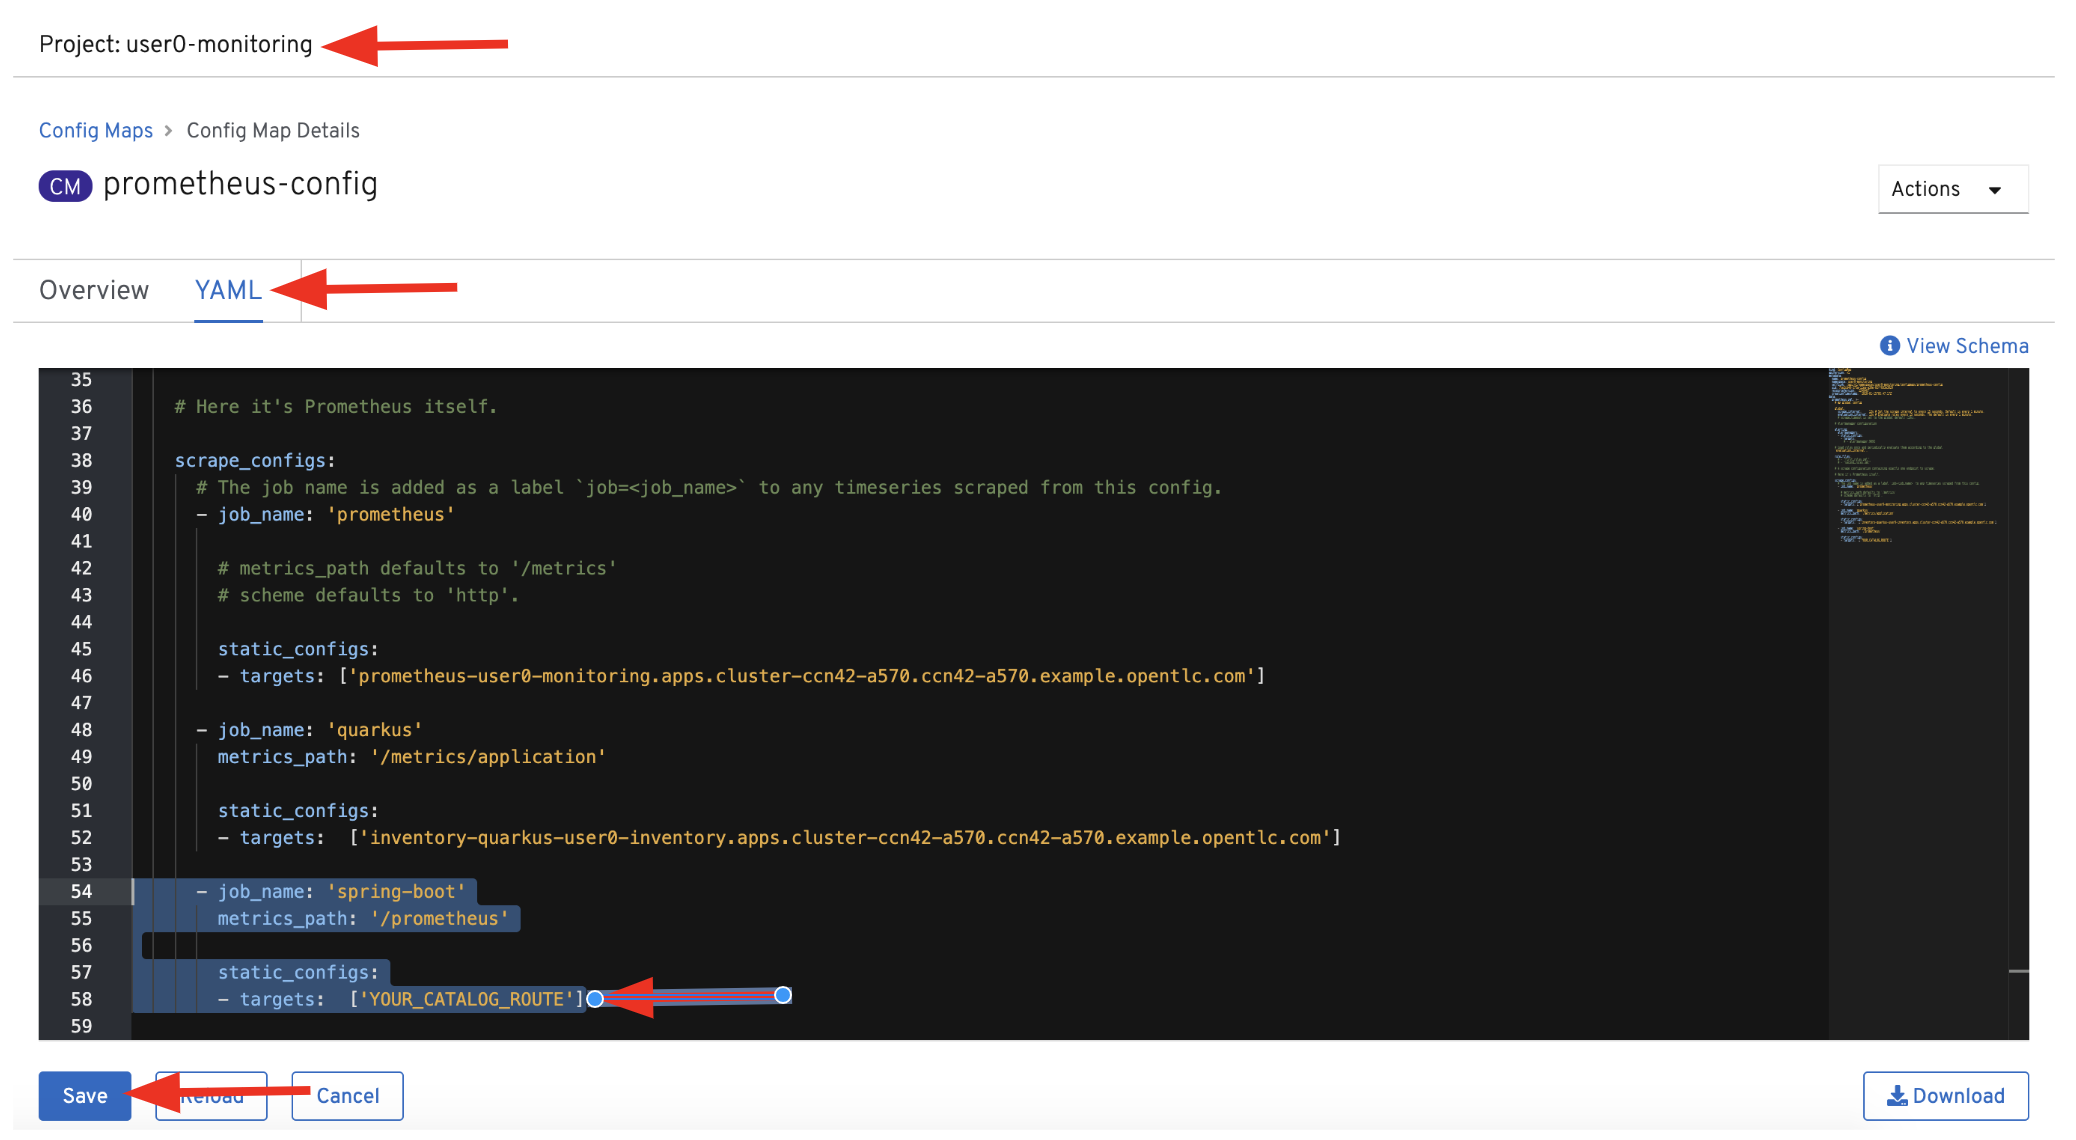 Project: user0-monitoring
Config Maps > Config Map Details
CM prometheus-config
Actions
Overview YAML
View Schema
35
36 # Here it's Prometheus itself.
37
38 scrape_configs:
39 # The job name is added as a label `job=<job_name>` to any timeseries scraped from this config.
40 - job_name: 'prometheus'
41
42 # metrics_path defaults to '/metrics'
43 # scheme defaults to 'http'.
44
45 static_configs:
46 - targets: ['prometheus-user0-monitoring.apps.cluster-ccn42-a570.ccn42-a570.example.opentlc.com']
47
48 - job_name: 'quarkus'
49 metrics_path: '/metrics/application'
50
51 static_configs:
52 - targets:  ['inventory-quarkus-user0-inventory.apps.cluster-ccn42-a570.ccn42-a570.example.opentlc.com']
53
54 - job_name: 'spring-boot'
55 metrics_path: '/prometheus'
56
57 static_configs:
58 - targets:  ['YOUR_CATALOG_ROUTE']
59
Save Reload Cancel Download